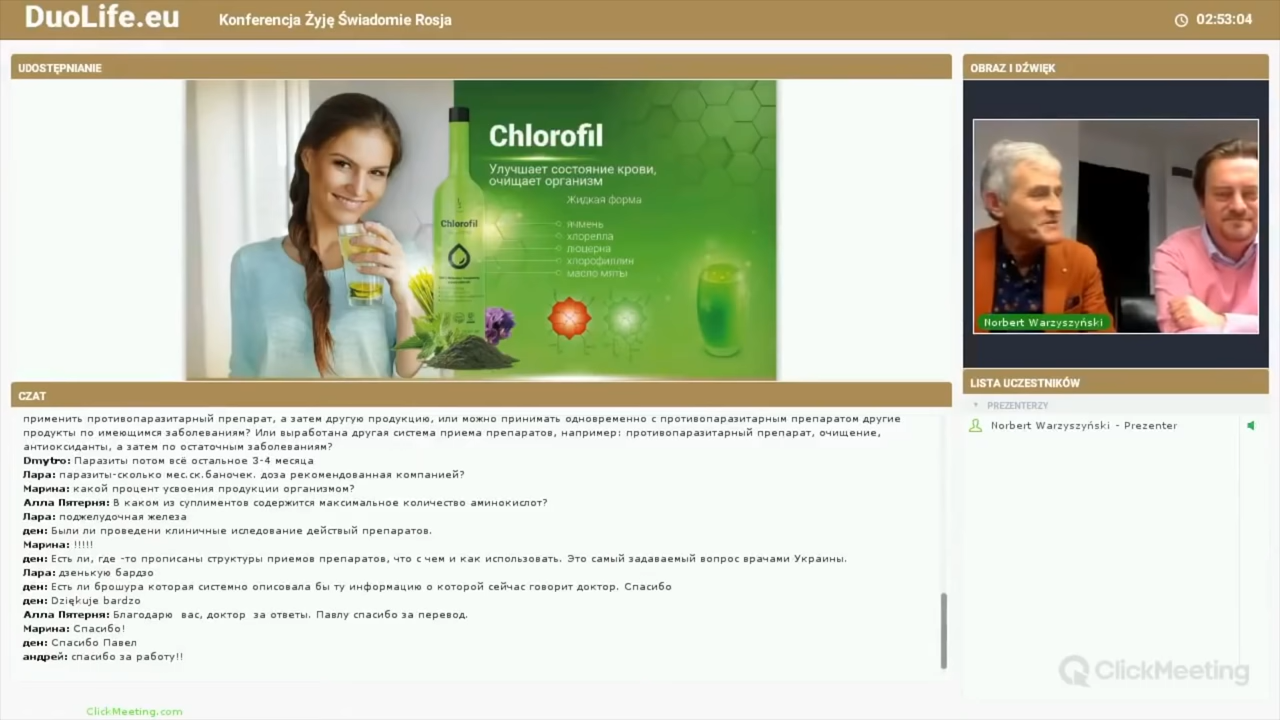 DuoLife.eu
Konferencja Żyję Świadomie Rosja
02:53:04
UDOSTĘPNIANIE
OBRAZ I DŹWIĘK
Chlorofil
Улучшает состояние крови,
очищает организм
Жидкая форма
Chlorofil
ячмень
хлорелла
люцерна
хлорофиллин
масло мяты
Norbert Warzyszyński
CZAT
LISTA UCZESTNIKÓW
PREZENTERZY
Norbert Warzyszyński - Prezenter
применить противопаразитарный препарат, а затем другую продукцию, или можно принимать одновременно с противопаразитарным препаратом другие
продукты по имеющимся заболеваниям? Или выработана другая система приема препаратов, например: противопаразитарный препарат, очищение,
антиоксиданты, а затем по остаточным заболеваниям?
Dmytro: Паразиты потом всё остальное 3-4 месяца
Лара: паразиты-сколько мес.ск.баночек. доза рекомендованная компанией?
Марина: какой процент усвоения продукции организмом?
Алла Пятерня: В каком из суплиментов содержится максимальное количество аминокислот?
Лара: поджелудочная железа
ден: Были ли проведени клиничные иследование действый препаратов.
Марина: !!!!!
ден: Есть ли, где -то прописаны структуры приемов препаратов, что с чем и как использовать. Это самый задаваемый вопрос врачами Украины.
Лара: дзенькую бардзо
ден: Есть ли брошура которая системно описовала бы ту информацию о которой сейчас говорит доктор. Спасибо
ден: Dziękuje bardzo
Алла Пятерня: Благодарю вас, доктор за ответы. Павлу спасибо за перевод.
Марина: Спасибо!
ден: Спасибо Павел
андрей: спасибо за работу!!
ClickMeeting
ClickMeeting.com